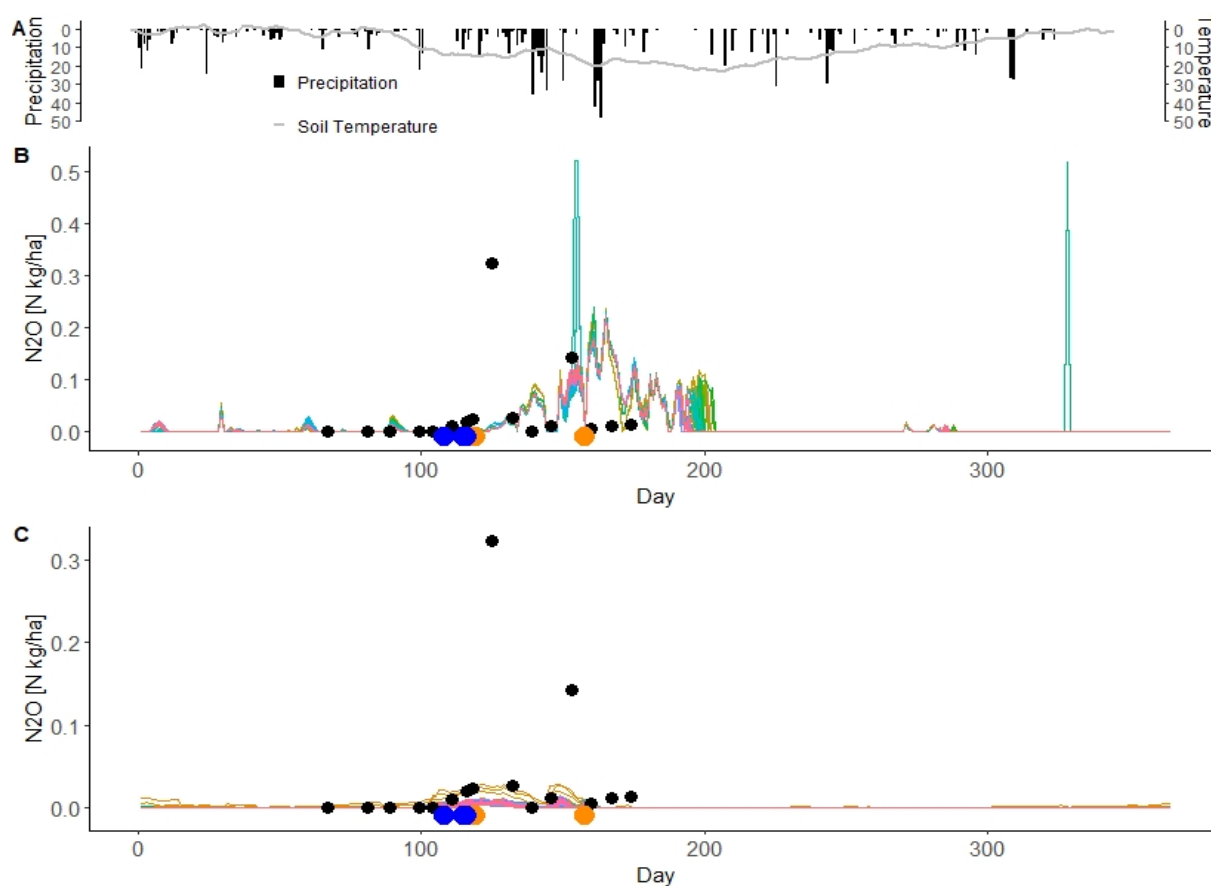 A
Precipitation
0
10
20
30
40
50
Precipitation
Soil Temperature
0
10
20
30
40
50
Temperature
B
N2O [N kg/ha]
0.5
0.4
0.3
0.2
0.1
0.0
0 100 200 300
Day
C
N2O [N kg/ha]
0.3
0.2
0.1
0.0
0 100 200 300
Day